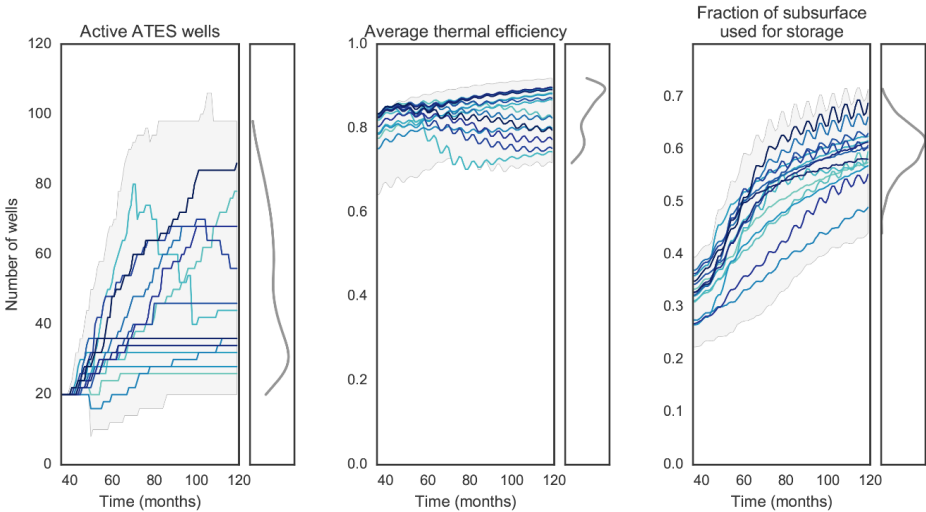 Active ATES wells
Number of wells
120
100
80
60
40
20
0
40 60 80 100 120
Time (months)
Average thermal efficiency
1.0
0.8
0.6
0.4
0.2
0.0
40 60 80 100 120
Time (months)
Fraction of subsurface
used for storage
0.7
0.6
0.5
0.4
0.3
0.2
0.1
0.0
40 60 80 100 120
Time (months)